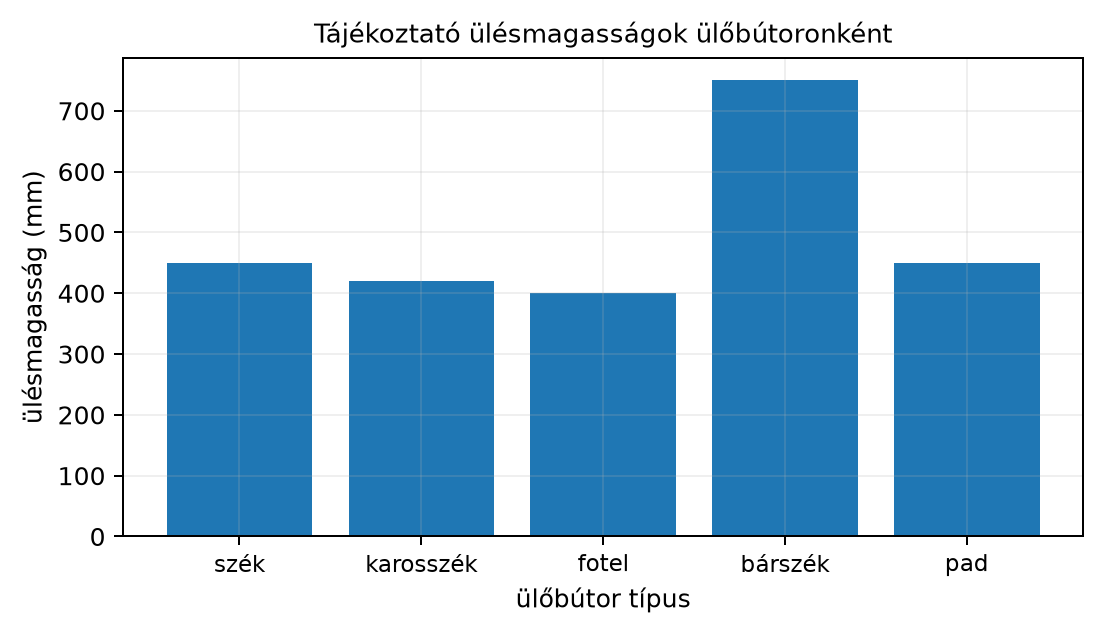 Tájékoztató ülésmagasságok ülőbútoronként
ülésmagasság (mm)
700
600
500
400
300
200
100
0
szék karosszék fotel bárszék pad
ülőbútor típus